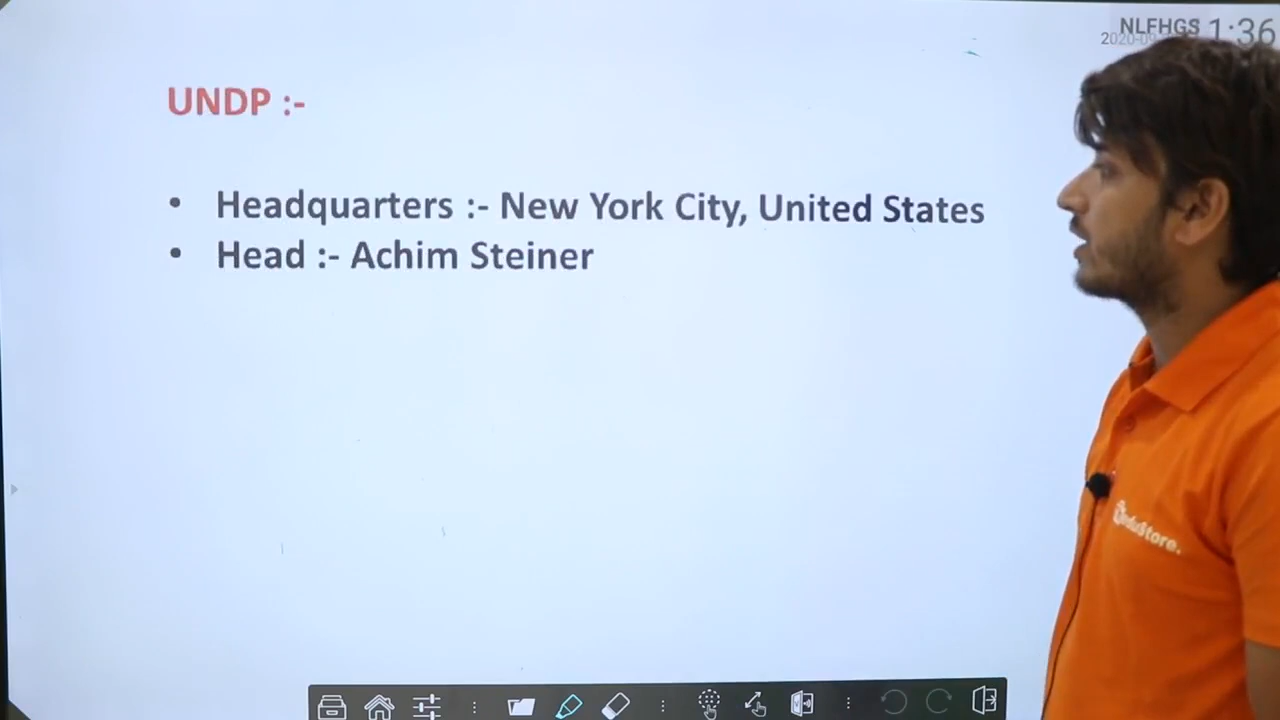 NLFHGS 1:36
UNDP :-
• Headquarters :- New York City, United States
• Head :- Achim Steiner